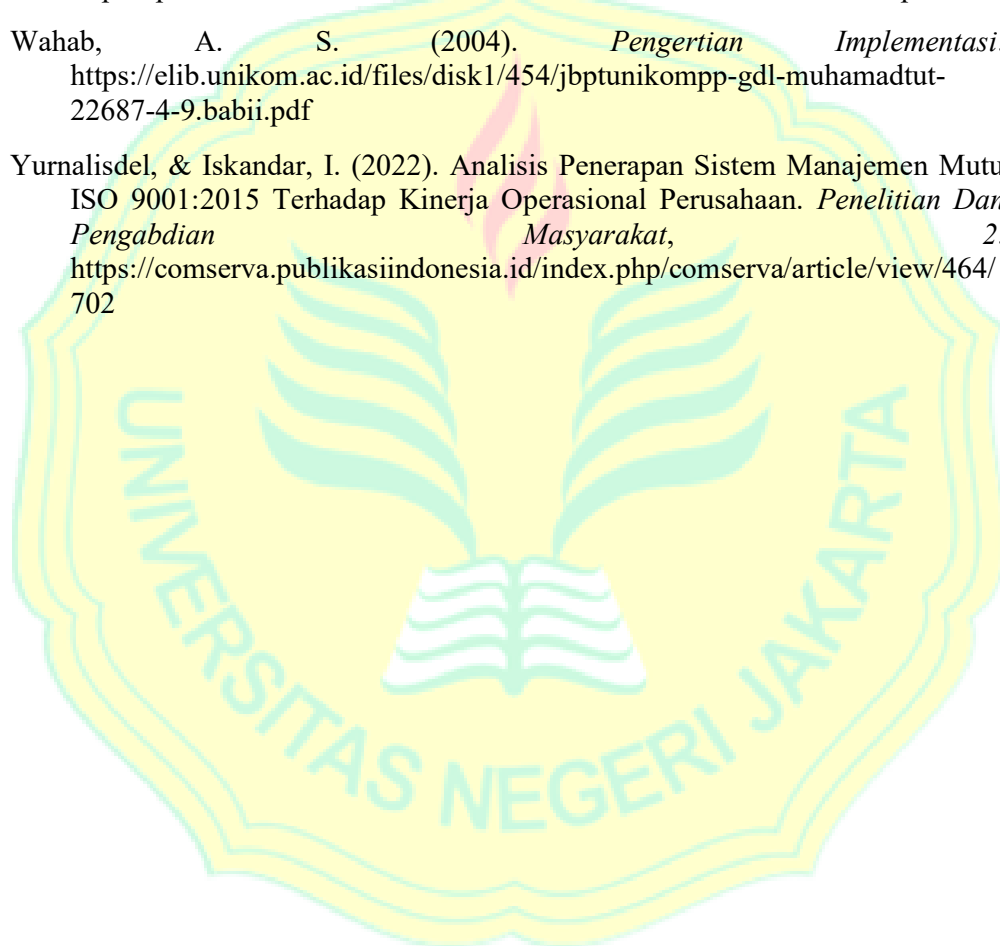 Wahab, A. S. (2004). Pengertian Implementasi.
https://elib.unikom.ac.id/files/disk1/454/jbptunikompp-gdl-muhamadtut-
22687-4-9.babii.pdf
Yurnalisdel, & Iskandar, I. (2022). Analisis Penerapan Sistem Manajemen Mutu
ISO 9001:2015 Terhadap Kinerja Operasional Perusahaan. Penelitian Dan
Pengabdian Masyarakat, 2.
https://comserva.publikasiindonesia.id/index.php/comserva/article/view/464/
702
UNIVERSITAS NEGERI JAKARTA